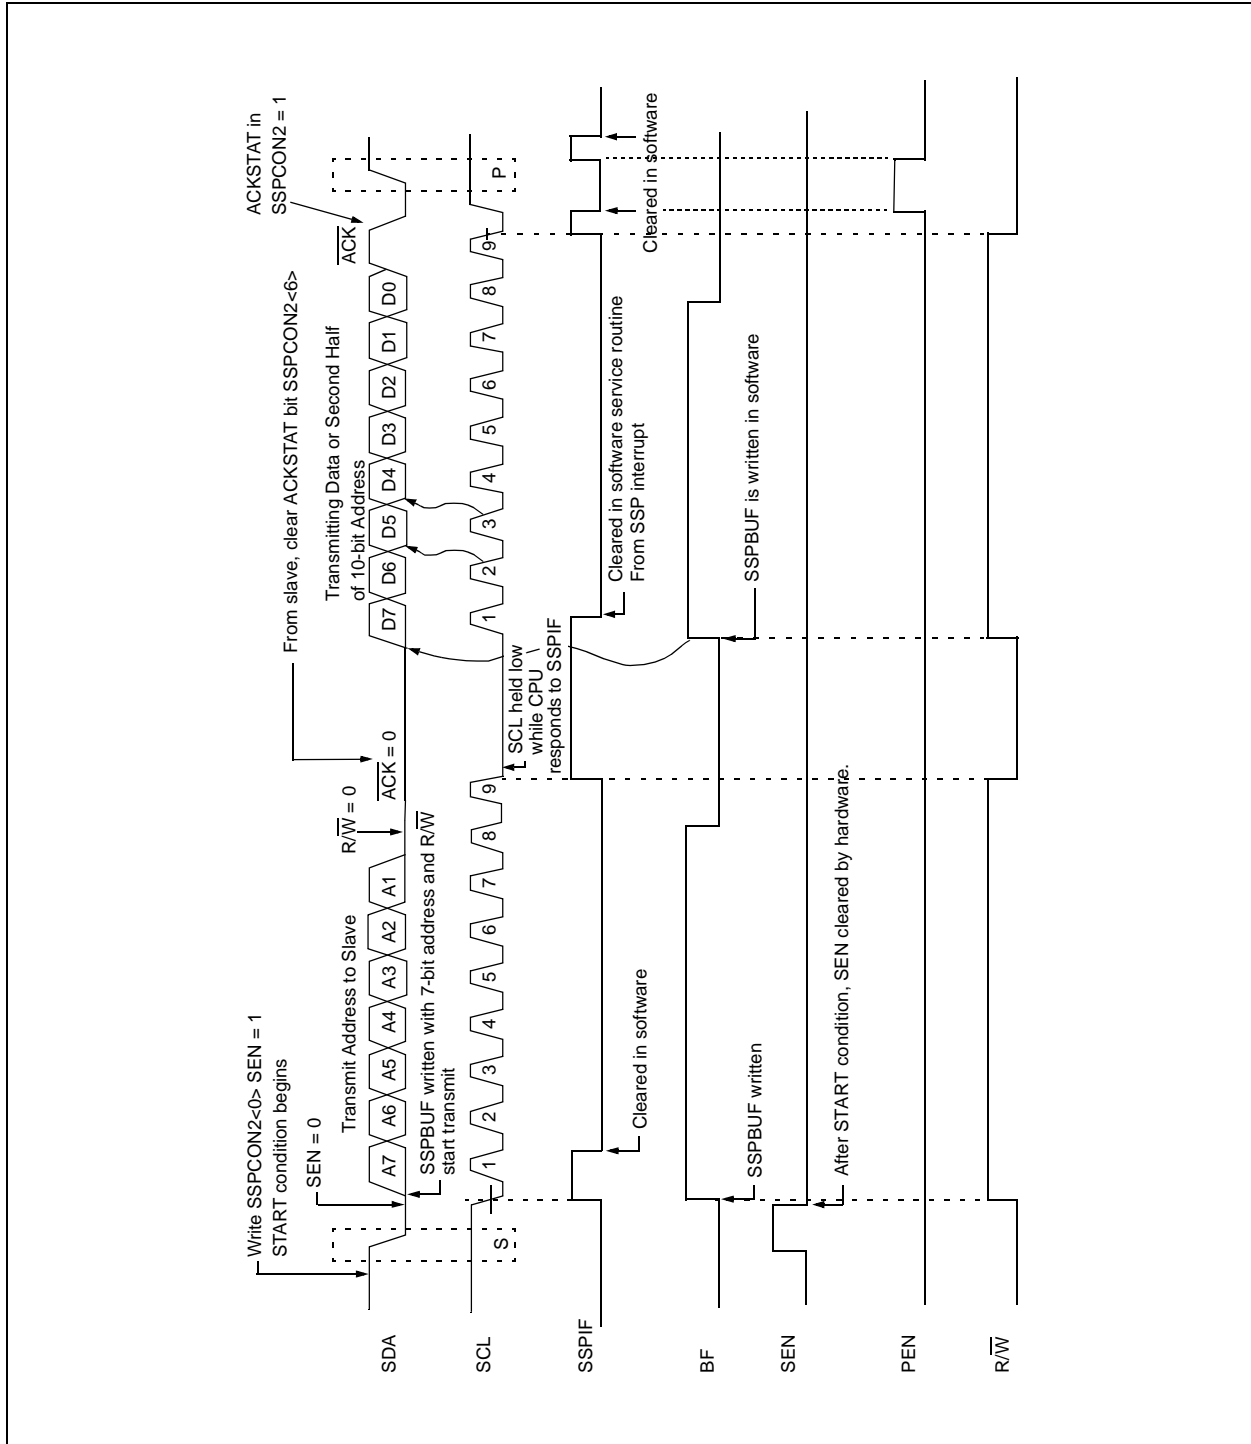 Write SSPCON2<0> SEN = 1
START condition begins
SEN = 0
Transmit Address to Slave
R/W = 0
From slave, clear ACKSTAT bit SSPCON2<6>
ACK = 0
Transmitting Data or Second Half
of 10-bit Address
ACKSTAT in
SSPCON2 = 1
ACK
SDA
A7 A6 A5 A4 A3 A2 A1
D7 D6 D5 D4 D3 D2 D1 D0
SSPBUF written with 7-bit address and R/W
start transmit
SCL
S
1 2 3 4 5 6 7 8 9
1 2 3 4 5 6 7 8 9
P
SCL held low
while CPU
responds to SSPIF
SSPIF
Cleared in software
Cleared in software service routine
From SSP interrupt
Cleared in software
BF
SSPBUF written
SSPBUF is written in software
SEN
After START condition, SEN cleared by hardware.
PEN
R/W